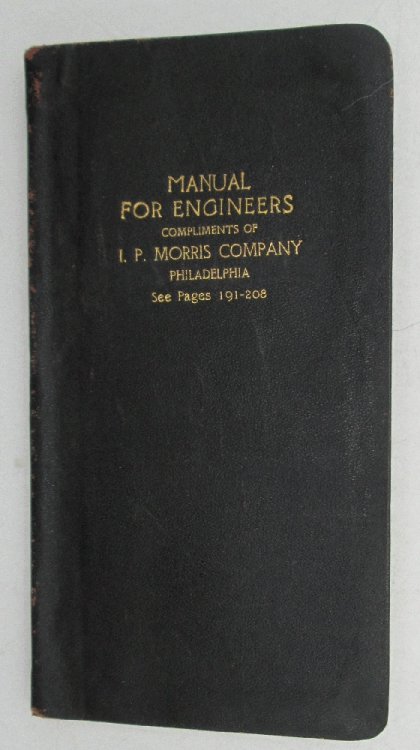 MANUAL
FOR ENGINEERS
COMPLIMENTS OF
I. P. MORRIS COMPANY
PHILADELPHIA
See Pages 191-208